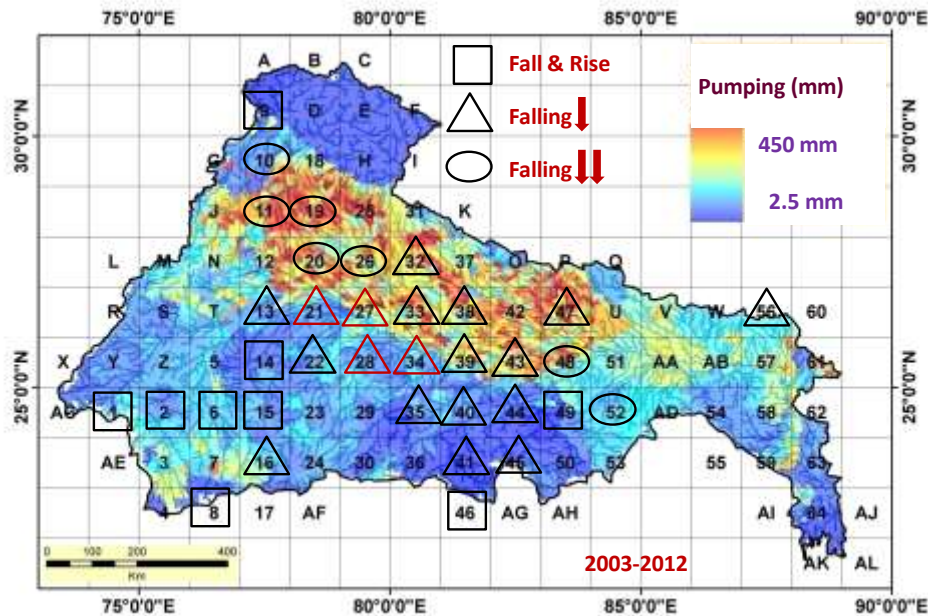 75°0'0"E 80°0'0"E 85°0'0"E 90°0'0"E
A B C
Fall & Rise
Pumping (mm)
9 D E F
Falling
450 mm
30°0'0"N 30°0'0"N
G 10 18 H I
Falling
2.5 mm
J 11 19 25 31 K
L M N 12 20 26 32 37 O P Q
R S T 13 21 27 33 38 42 47 U V W 56 60
X Y Z 5 14 22 28 34 39 43 48 51 AA AB 57 61
25°0'0"N 25°0'0"N
AC 1 2 6 15 23 29 35 40 44 49 52 AD 54 58 62
AE 3 7 16 24 30 36 41 45 50 53 55 59 63
4 8 17 AF 46 AG AH AI 64 AJ
0 50 100 200 400
Km
2003-2012
AK AL
75°0'0"E 80°0'0"E 85°0'0"E 90°0'0"E